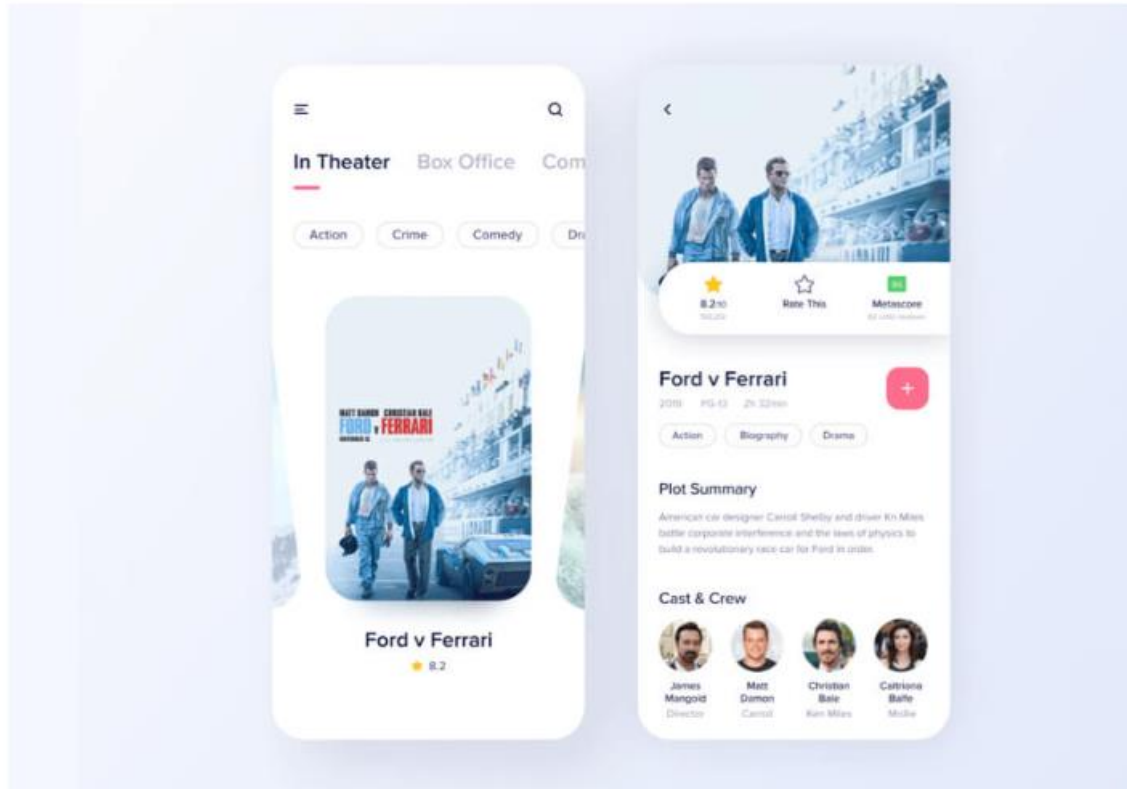 In Theater Box Office Com
Action Crime Comedy Dra
MATT DAMON CHRISTIAN BALE
FORD v FERRARI
NOVEMBER 15
Ford v Ferrari
8.2
8.2/10
Rate This
Metascore
Ford v Ferrari
2019 PG-13 2h 32min
Action Biography Drama
Plot Summary
American car designer Carroll Shelby and driver Kn Miles
battle corporate interference and the laws of physics to
build a revolutionary race car for Ford in order.
Cast & Crew
James Mangold
Director
Matt Damon
Carroll
Christian Bale
Ken Miles
Caitriona Balfe
Mollie